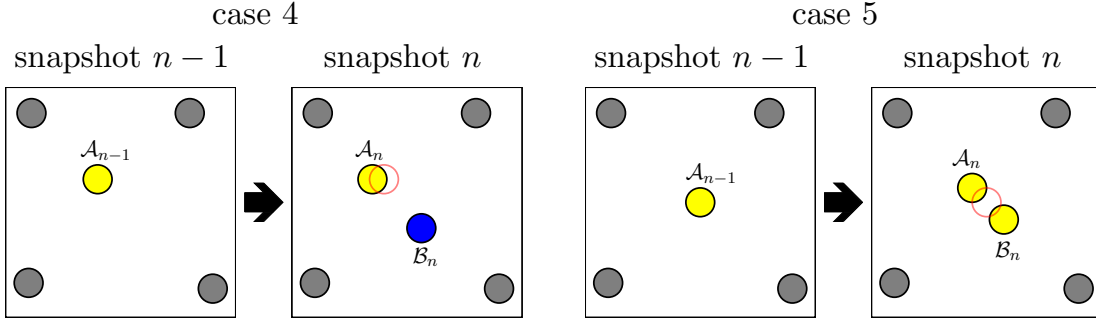 case 4 case 5
snapshot n − 1 snapshot n snapshot n − 1 snapshot n
𝒜ₙ₋₁ 𝒜ₙ 𝒜ₙ₋₁ 𝒜ₙ
ℬₙ ℬₙ